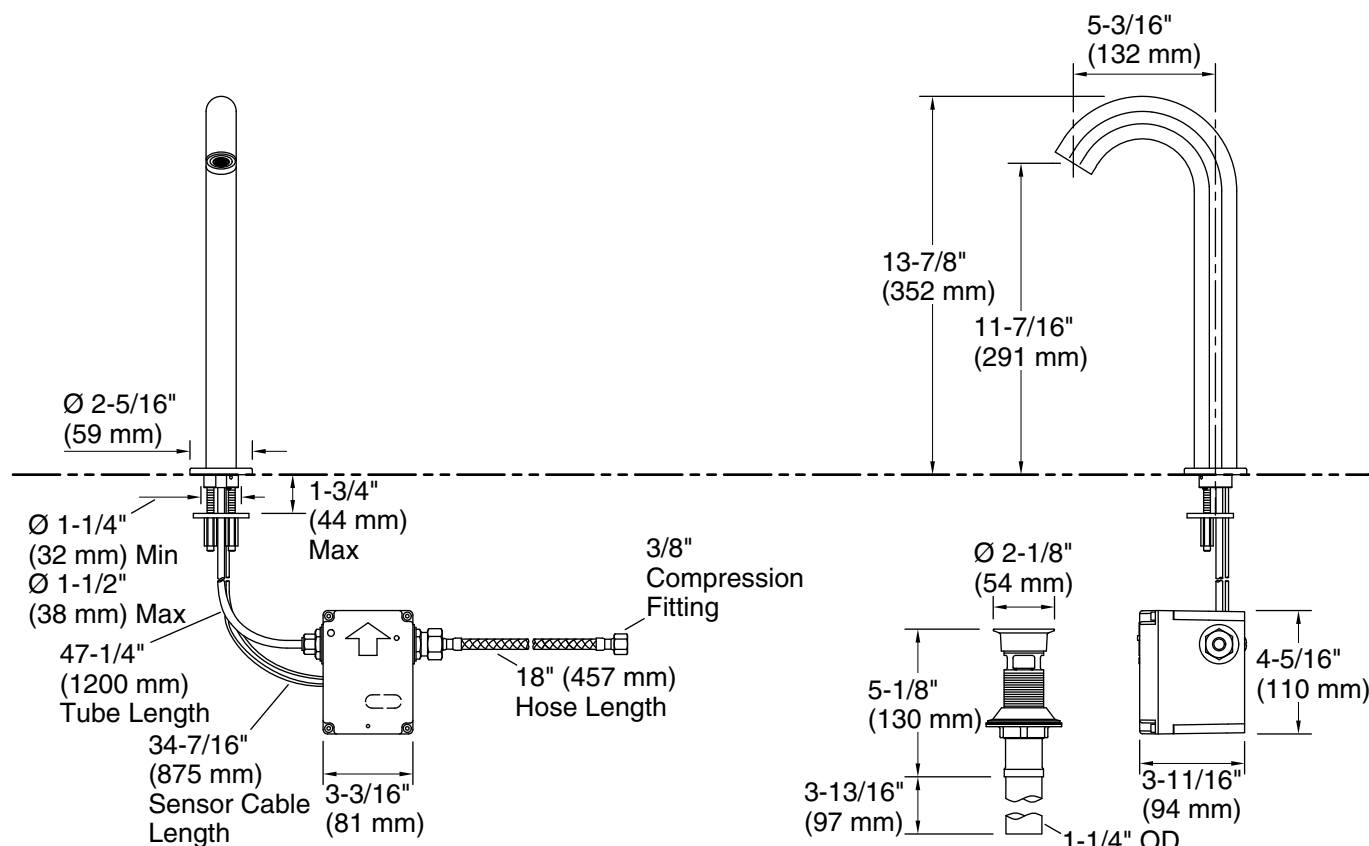 5-3/16"
(132 mm)
13-7/8"
(352 mm)
11-7/16"
(291 mm)
Ø 2-5/16"
(59 mm)
Ø 1-1/4"
(32 mm) Min
Ø 1-1/2"
(38 mm) Max
1-3/4"
(44 mm)
Max
47-1/4"
(1200 mm)
Tube Length
34-7/16"
(875 mm)
Sensor Cable
Length
3-3/16"
(81 mm)
18" (457 mm)
Hose Length
3/8"
Compression
Fitting
Ø 2-1/8"
(54 mm)
5-1/8"
(130 mm)
3-13/16"
(97 mm)
1-1/4" OD
4-5/16"
(110 mm)
3-11/16"
(94 mm)